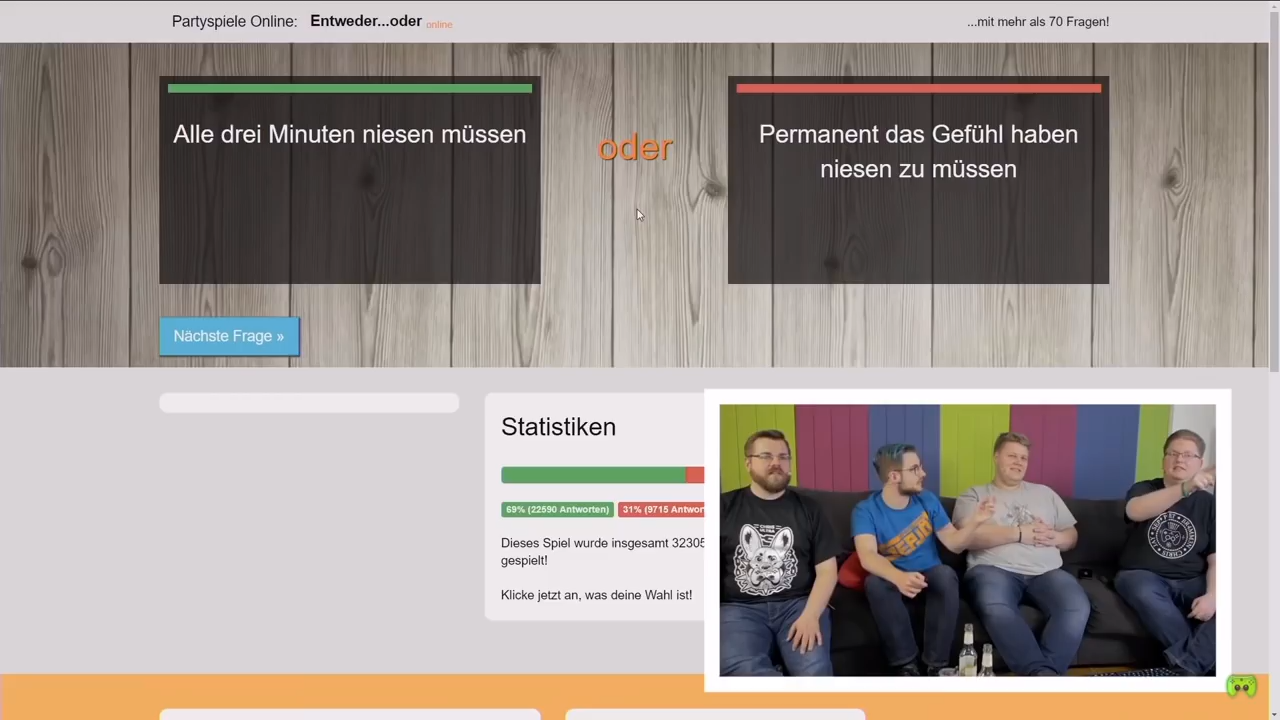 Partyspiele Online: Entweder...oder online
...mit mehr als 70 Fragen!
Alle drei Minuten niesen müssen
oder
Permanent das Gefühl haben
niesen zu müssen
Nächste Frage »
Statistiken
69% (22590 Antworten) 31% (9715 Antwor
Dieses Spiel wurde insgesamt 32305
gespielt!
Klicke jetzt an, was deine Wahl ist!